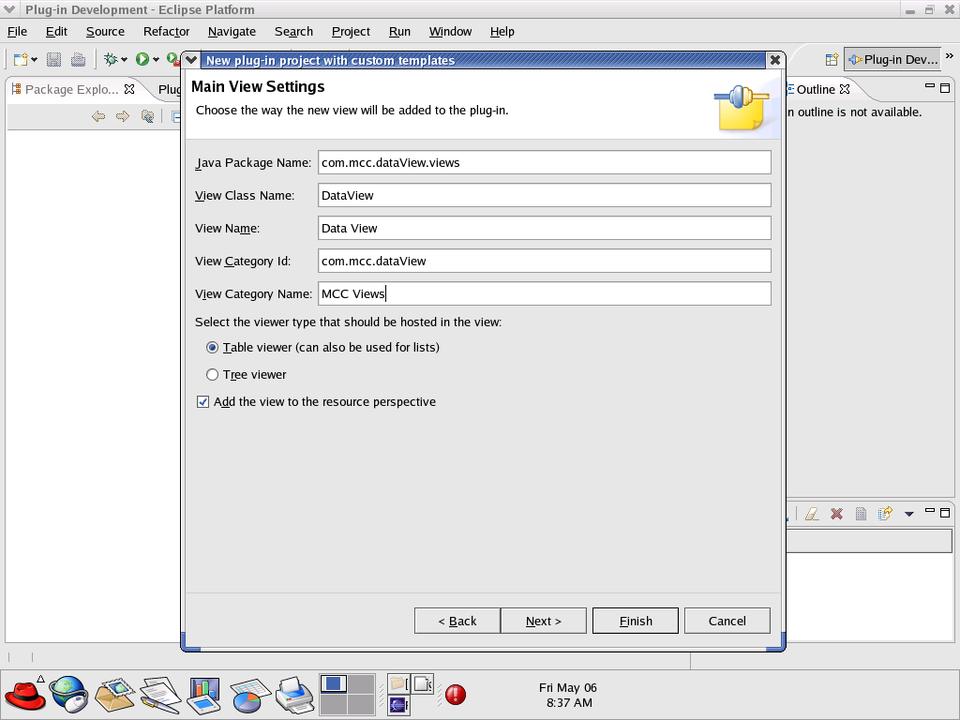 Plug-in Development - Eclipse Platform
File Edit Source Refactor Navigate Search Project Run Window Help
New plug-in project with custom templates
Plug-in Dev... »
Package Explo... Plug
Outline
Main View Settings
Choose the way the new view will be added to the plug-in.
n outline is not available.
Java Package Name: com.mcc.dataView.views
View Class Name: DataView
View Name: Data View
View Category Id: com.mcc.dataView
View Category Name: MCC Views
Select the viewer type that should be hosted in the view:
Table viewer (can also be used for lists)
Tree viewer
Add the view to the resource perspective
< Back Next > Finish Cancel
Fri May 06
8:37 AM